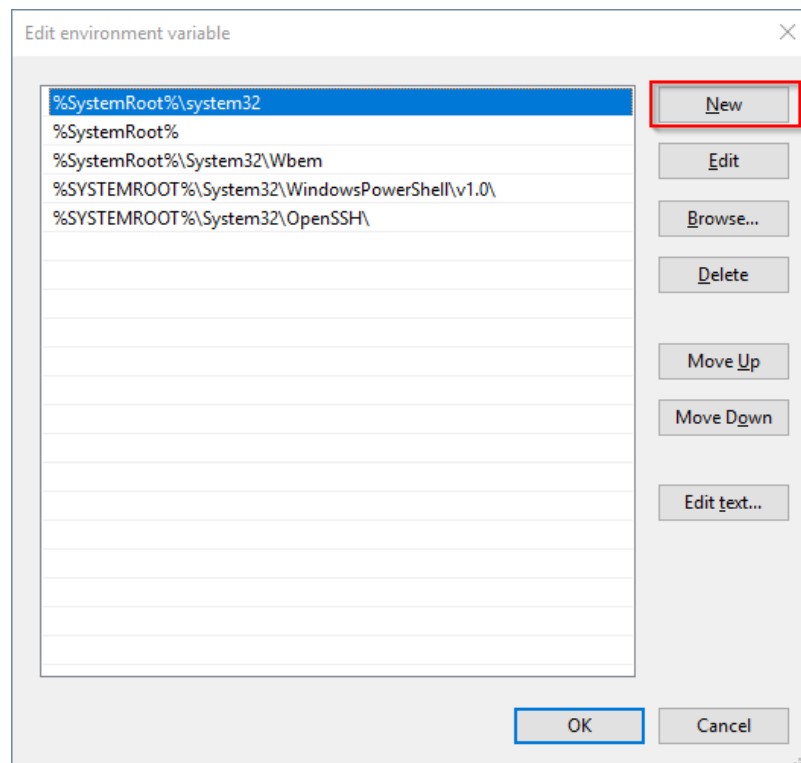 Edit environment variable
%SystemRoot%\system32
%SystemRoot%
%SystemRoot%\System32\Wbem
%SYSTEMROOT%\System32\WindowsPowerShell\v1.0\
%SYSTEMROOT%\System32\OpenSSH\
New
Edit
Browse...
Delete
Move Up
Move Down
Edit text...
OK
Cancel